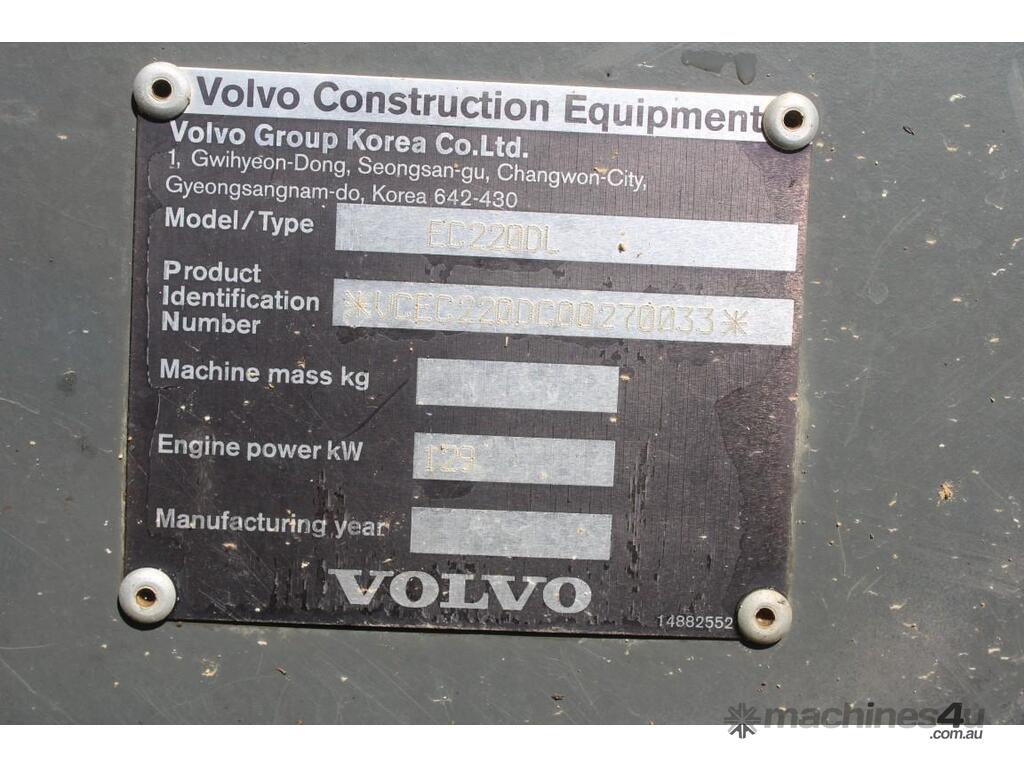 Volvo Construction Equipment
Volvo Group Korea Co.Ltd.
1, Gwihyeon-Dong, Seongsan-gu, Changwon-City,
Gyeongsangnam-do, Korea 642-430
Model/Type EC220DL
Product
Identification
Number *VCEC220DC00270033*
Machine mass kg
Engine power kW 129
Manufacturing year
VOLVO
14882552
machines4u
.com.au